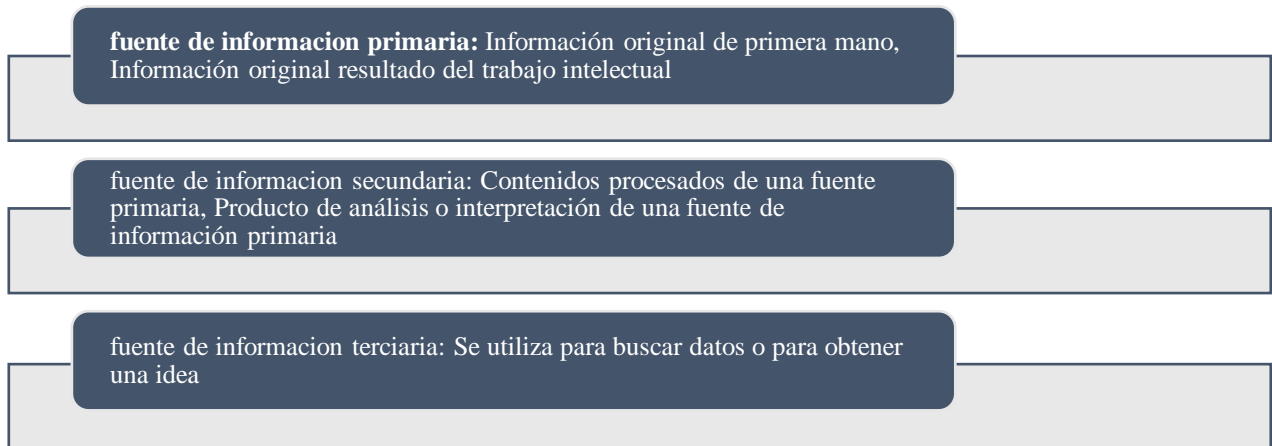 fuente de informacion primaria: Información original de primera mano,
Información original resultado del trabajo intelectual
fuente de informacion secundaria: Contenidos procesados de una fuente
primaria, Producto de análisis o interpretación de una fuente de
información primaria
fuente de informacion terciaria: Se utiliza para buscar datos o para obtener
una idea